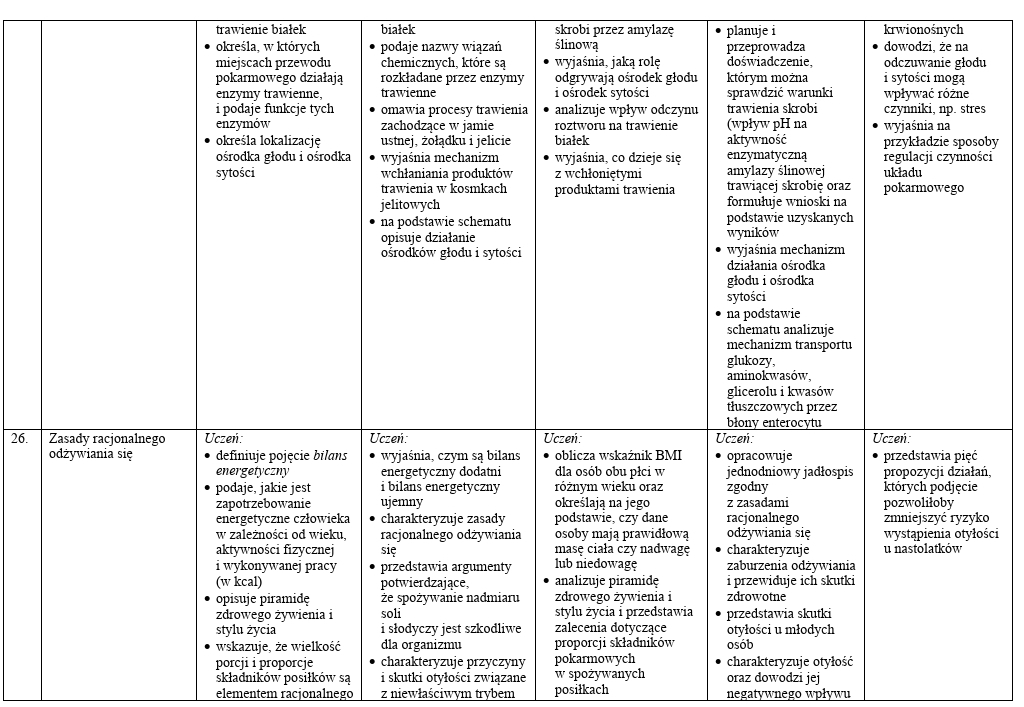 trawienie białek
• określa, w których
miejscach przewodu
pokarmowego działają
enzymy trawienne,
i podaje funkcje tych
enzymów
• określa lokalizację
ośrodka głodu i ośrodka
sytości
białek
• podaje nazwy wiązań
chemicznych, które są
rozkładane przez enzymy
trawienne
• omawia procesy trawienia
zachodzące w jamie
ustnej, żołądku i jelicie
• wyjaśnia mechanizm
wchłaniania produktów
trawienia w kosmkach
jelitowych
• na podstawie schematu
opisuje działanie
ośrodków głodu i sytości
skrobi przez amylazę
ślinową
• wyjaśnia, jaką rolę
odgrywają ośrodek głodu
i ośrodek sytości
• analizuje wpływ odczynu
roztworu na trawienie
białek
• wyjaśnia, co dzieje się
z wchłoniętymi
produktami trawienia
• planuje i
przeprowadza
doświadczenie,
którym można
sprawdzić warunki
trawienia skrobi
(wpływ pH na
aktywność
enzymatyczną
amylazy ślinowej
trawiącej skrobię oraz
formułuje wnioski na
podstawie uzyskanych
wyników
• wyjaśnia mechanizm
działania ośrodka
głodu i ośrodka
sytości
• na podstawie
schematu analizuje
mechanizm transportu
glukozy,
aminokwasów,
glicerolu i kwasów
tłuszczowych przez
błony enterocytu
krwionośnych
• dowodzi, że na
odczuwanie głodu
i sytości mogą
wpływać różne
czynniki, np. stres
• wyjaśnia na
przykładzie sposoby
regulacji czynności
układu
pokarmowego
26.
Zasady racjonalnego
odżywiania się
Uczeń:
• definiuje pojęcie bilans
energetyczny
• podaje, jakie jest
zapotrzebowanie
energetyczne człowieka
w zależności od wieku,
aktywności fizycznej
i wykonywanej pracy
(w kcal)
• opisuje piramidę
zdrowego żywienia i
stylu życia
• wskazuje, że wielkość
porcji i proporcje
składników posiłków są
elementem racjonalnego
Uczeń:
• wyjaśnia, czym są bilans
energetyczny dodatni
i bilans energetyczny
ujemny
• charakteryzuje zasady
racjonalnego odżywiania
się
• przedstawia argumenty
potwierdzające,
że spożywanie nadmiaru
soli
i słodyczy jest szkodliwe
dla organizmu
• charakteryzuje przyczyny
i skutki otyłości związane
z niewłaściwym trybem
Uczeń:
• oblicza wskaźnik BMI
dla osób obu płci w
różnym wieku oraz
określają na jego
podstawie, czy dane
osoby mają prawidłową
masę ciała czy nadwagę
lub niedowagę
• analizuje piramidę
zdrowego żywienia i
stylu życia i przedstawia
zalecenia dotyczące
proporcji składników
pokarmowych
w spożywanych
posiłkach
Uczeń:
• opracowuje
jednodniowy jadłospis
zgodny
z zasadami
racjonalnego
odżywiania się
• charakteryzuje
zaburzenia odżywiania
i przewiduje ich skutki
zdrowotne
• przedstawia skutki
otyłości u młodych
osób
• charakteryzuje otyłość
oraz dowodzi jej
negatywnego wpływu
Uczeń:
• przedstawia pięć
propozycji działań,
których podjęcie
pozwoliłoby
zmniejszyć ryzyko
wystąpienia otyłości
u nastolatków